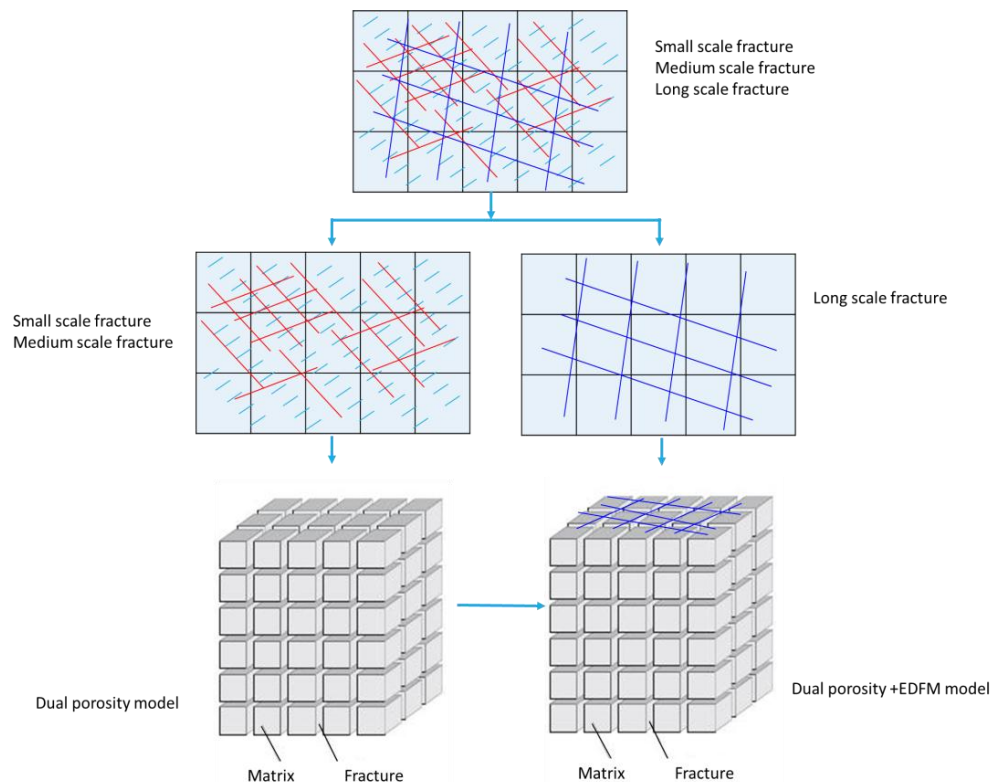 Small scale fracture
Medium scale fracture
Long scale fracture
Small scale fracture
Medium scale fracture
Long scale fracture
Dual porosity model
Dual porosity +EDFM model
Matrix
Fracture
Matrix
Fracture